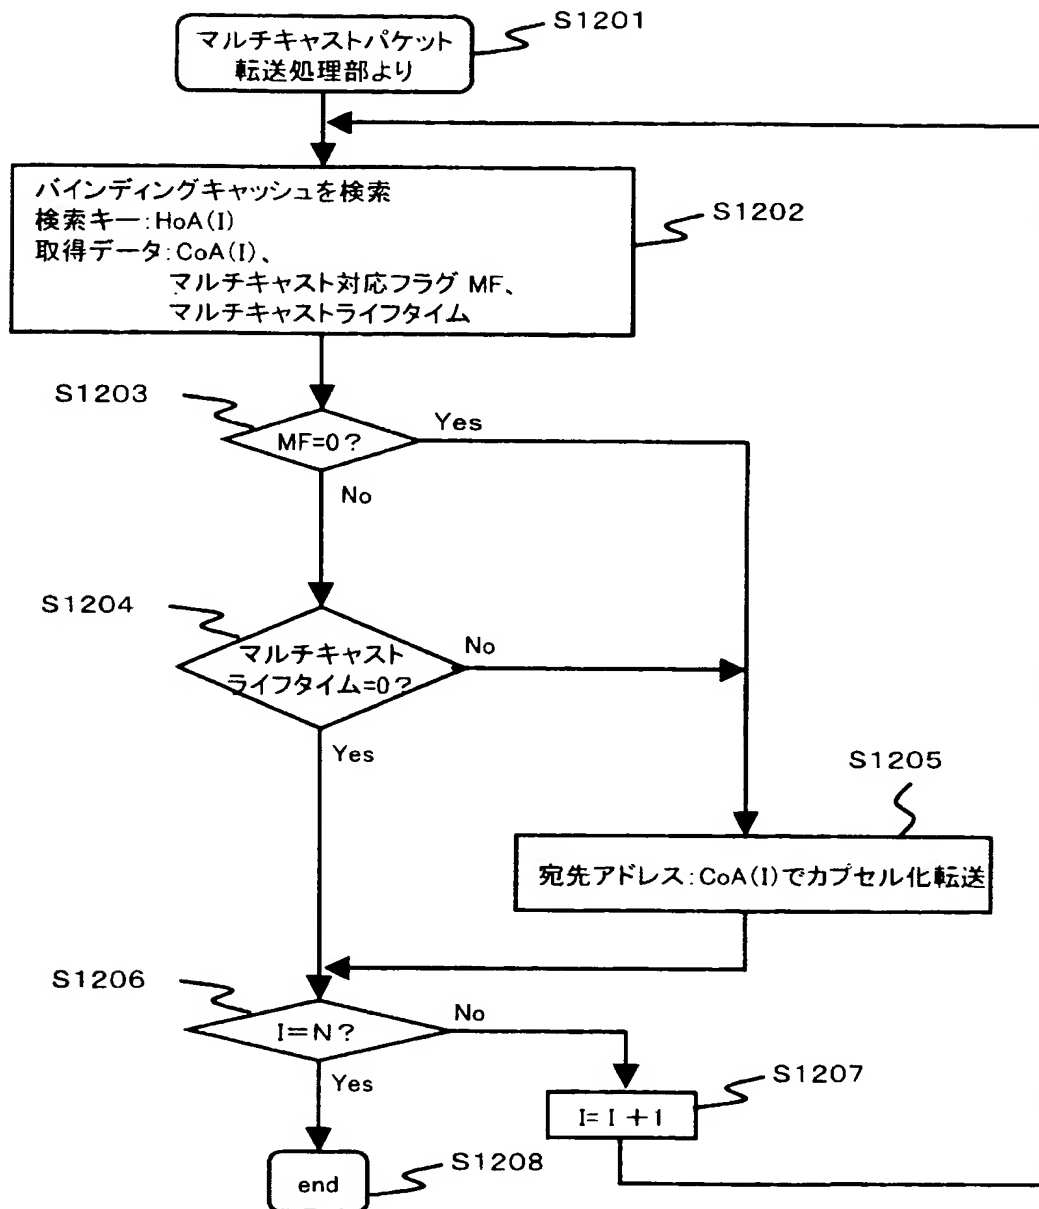 S1201
マルチキャストパケット
転送処理部より
バインディングキャッシュを検索
検索キー:HoA(I)
取得データ:CoA(I)、
マルチキャスト対応フラグ MF、
マルチキャストライフタイム
S1202
S1203
MF=0?
Yes
No
S1204
マルチキャスト
ライフタイム=0?
No
Yes
S1205
宛先アドレス:CoA(I)でカプセル化転送
S1206
I=N?
No
Yes
S1207
I= I +1
end
S1208